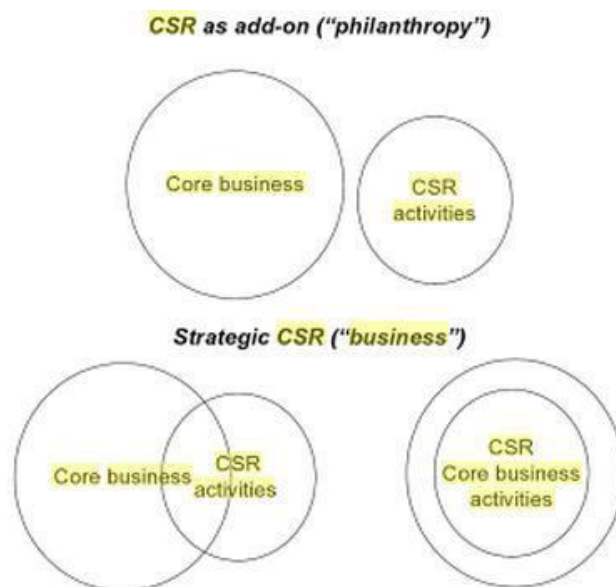 CSR as add-on (“philanthropy”)
Core business
CSR
activities
Strategic CSR (“business”)
Core business
CSR
activities
CSR
Core business
activities